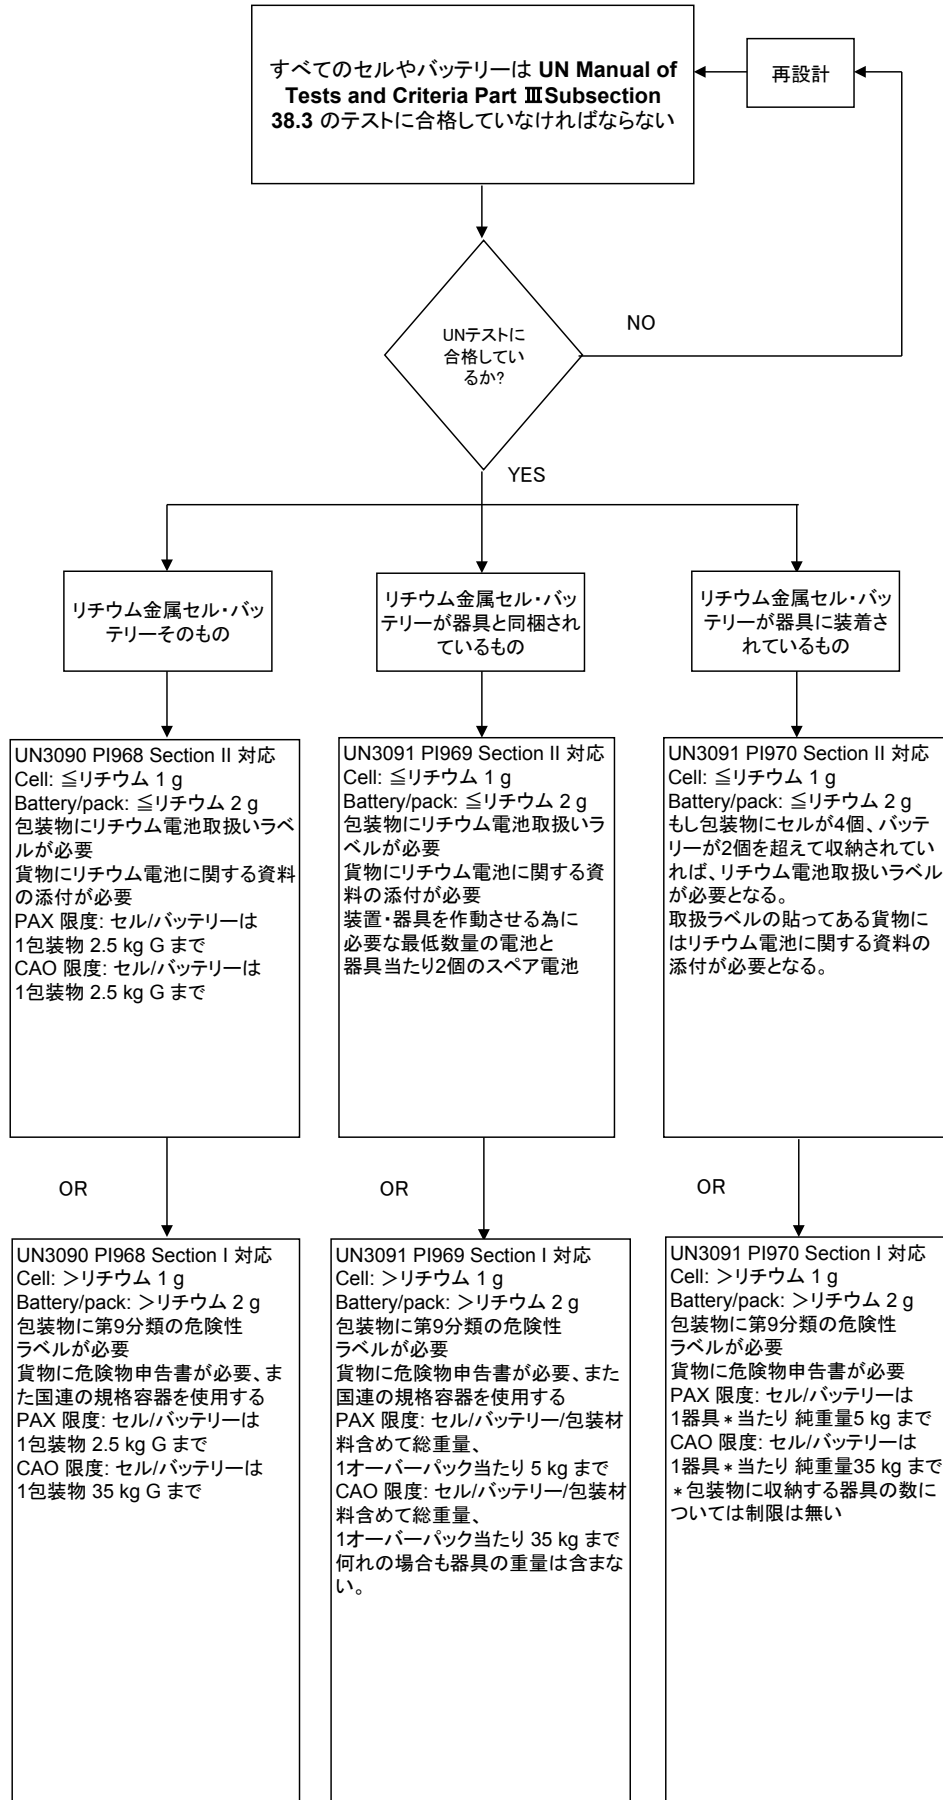 すべてのセルやバッテリーは UN Manual of
Tests and Criteria Part ⅢSubsection
38.3 のテストに合格していなければならない
再設計
UNテストに
合格してい
るか?
NO
YES
リチウム金属セル・バッ
テリーそのもの
リチウム金属セル・バッ
テリーが器具と同梱され
ているもの
リチウム金属セル・バッ
テリーが器具に装着さ
れているもの
UN3090 PI968 Section II 対応
Cell: ≦リチウム 1 g
Battery/pack: ≦リチウム 2 g
包装物にリチウム電池取扱いラベ
ルが必要
貨物にリチウム電池に関する資料
の添付が必要
PAX 限度: セル/バッテリーは
1包装物 2.5 kg G まで
CAO 限度: セル/バッテリーは
1包装物 2.5 kg G まで
UN3091 PI969 Section II 対応
Cell: ≦リチウム 1 g
Battery/pack: ≦リチウム 2 g
包装物にリチウム電池取扱いラ
ベルが必要
貨物にリチウム電池に関する資
料の添付が必要
装置・器具を作動させる為に
必要な最低数量の電池と
器具当たり2個のスペア電池
UN3091 PI970 Section II 対応
Cell: ≦リチウム 1 g
Battery/pack: ≦リチウム 2 g
もし包装物にセルが4個、バッテ
リーが2個を超えて収納されてい
れば、リチウム電池取扱いラベル
が必要となる。
取扱ラベルの貼ってある貨物に
はリチウム電池に関する資料の
添付が必要となる。
OR
OR
OR
UN3090 PI968 Section I 対応
Cell: ＞リチウム 1 g
Battery/pack: ＞リチウム 2 g
包装物に第9分類の危険性
ラベルが必要
貨物に危険物申告書が必要、ま
た国連の規格容器を使用する
PAX 限度: セル/バッテリーは
1包装物 2.5 kg G まで
CAO 限度: セル/バッテリーは
1包装物 35 kg G まで
UN3091 PI969 Section I 対応
Cell: ＞リチウム 1 g
Battery/pack: ＞リチウム 2 g
包装物に第9分類の危険性
ラベルが必要
貨物に危険物申告書が必要、また
国連の規格容器を使用する
PAX 限度: セル/バッテリー/包装材
料含めて総重量、
1オーバーパック当たり 5 kg まで
CAO 限度: セル/バッテリー/包装材
料含めて総重量、
1オーバーパック当たり 35 kg まで
何れの場合も器具の重量は含まな
い。
UN3091 PI970 Section I 対応
Cell: ＞リチウム 1 g
Battery/pack: ＞リチウム 2 g
包装物に第9分類の危険性
ラベルが必要
貨物に危険物申告書が必要
PAX 限度: セル/バッテリーは
1器具＊当たり 純重量5 kg まで
CAO 限度: セル/バッテリーは
1器具＊当たり 純重量35 kg まで
＊包装物に収納する器具の数に
ついては制限は無い